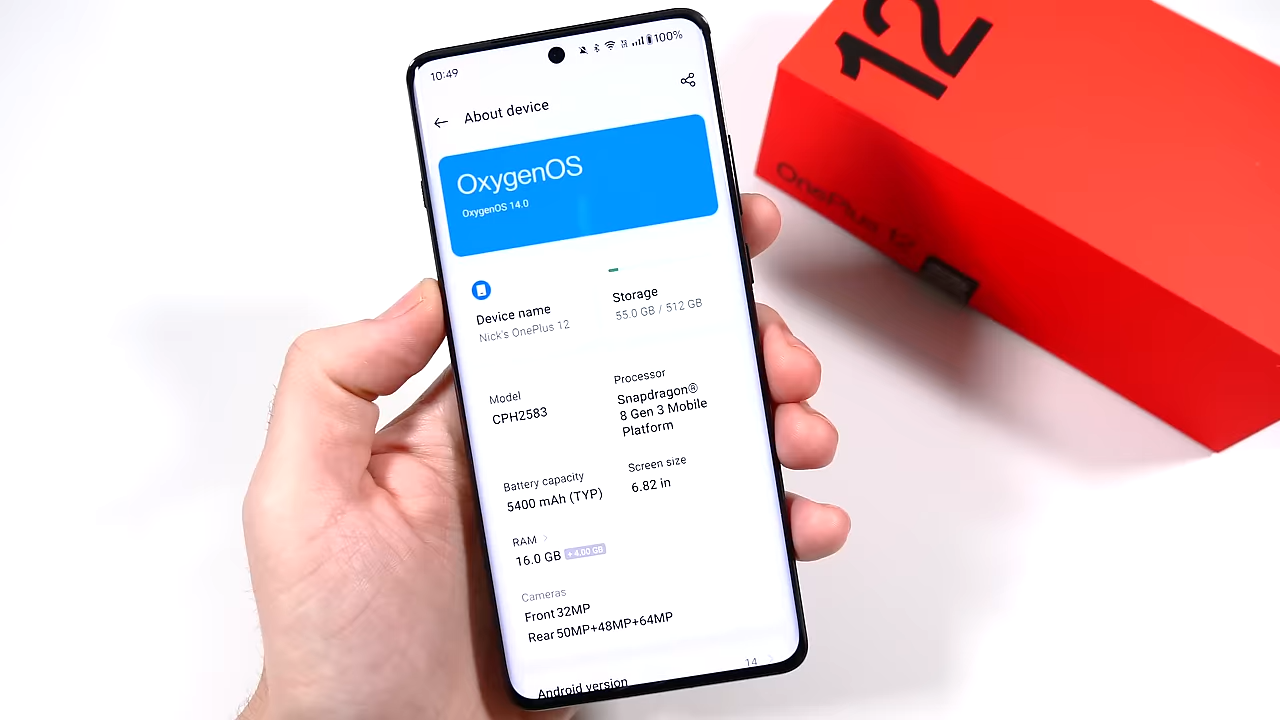 12
OnePlus 12
10:49
100%
About device
OxygenOS
OxygenOS 14.0
Device name
Nick's OnePlus 12
Storage
55.0 GB / 512 GB
Model
CPH2583
Processor
Snapdragon®
8 Gen 3 Mobile
Platform
Battery capacity
5400 mAh (TYP)
Screen size
6.82 in
RAM
16.0 GB + 4.00 GB
Cameras
Front 32MP
Rear 50MP+48MP+64MP
Android version
14